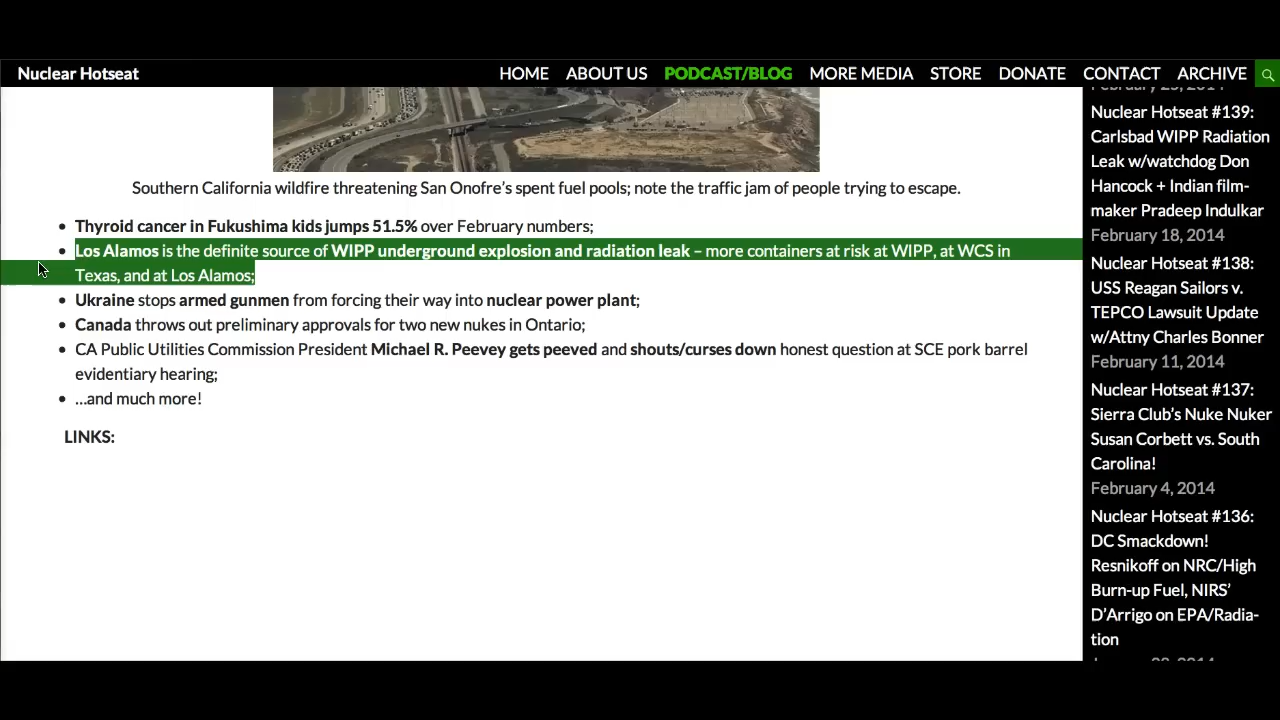 Nuclear Hotseat
HOME ABOUT US PODCAST/BLOG MORE MEDIA STORE DONATE CONTACT ARCHIVE
Southern California wildfire threatening San Onofre’s spent fuel pools; note the traffic jam of people trying to escape.
• Thyroid cancer in Fukushima kids jumps 51.5% over February numbers;
• Los Alamos is the definite source of WIPP underground explosion and radiation leak – more containers at risk at WIPP, at WCS in
Texas, and at Los Alamos;
• Ukraine stops armed gunmen from forcing their way into nuclear power plant;
• Canada throws out preliminary approvals for two new nukes in Ontario;
• CA Public Utilities Commission President Michael R. Peevey gets peeved and shouts/curses down honest question at SCE pork barrel
evidentiary hearing;
• …and much more!
LINKS:
February 25, 2014
Nuclear Hotseat #139:
Carlsbad WIPP Radiation
Leak w/watchdog Don
Hancock + Indian film-
maker Pradeep Indulkar
February 18, 2014
Nuclear Hotseat #138:
USS Reagan Sailors v.
TEPCO Lawsuit Update
w/Attny Charles Bonner
February 11, 2014
Nuclear Hotseat #137:
Sierra Club’s Nuke Nuker
Susan Corbett vs. South
Carolina!
February 4, 2014
Nuclear Hotseat #136:
DC Smackdown!
Resnikoff on NRC/High
Burn-up Fuel, NIRS’
D’Arrigo on EPA/Radia-
tion